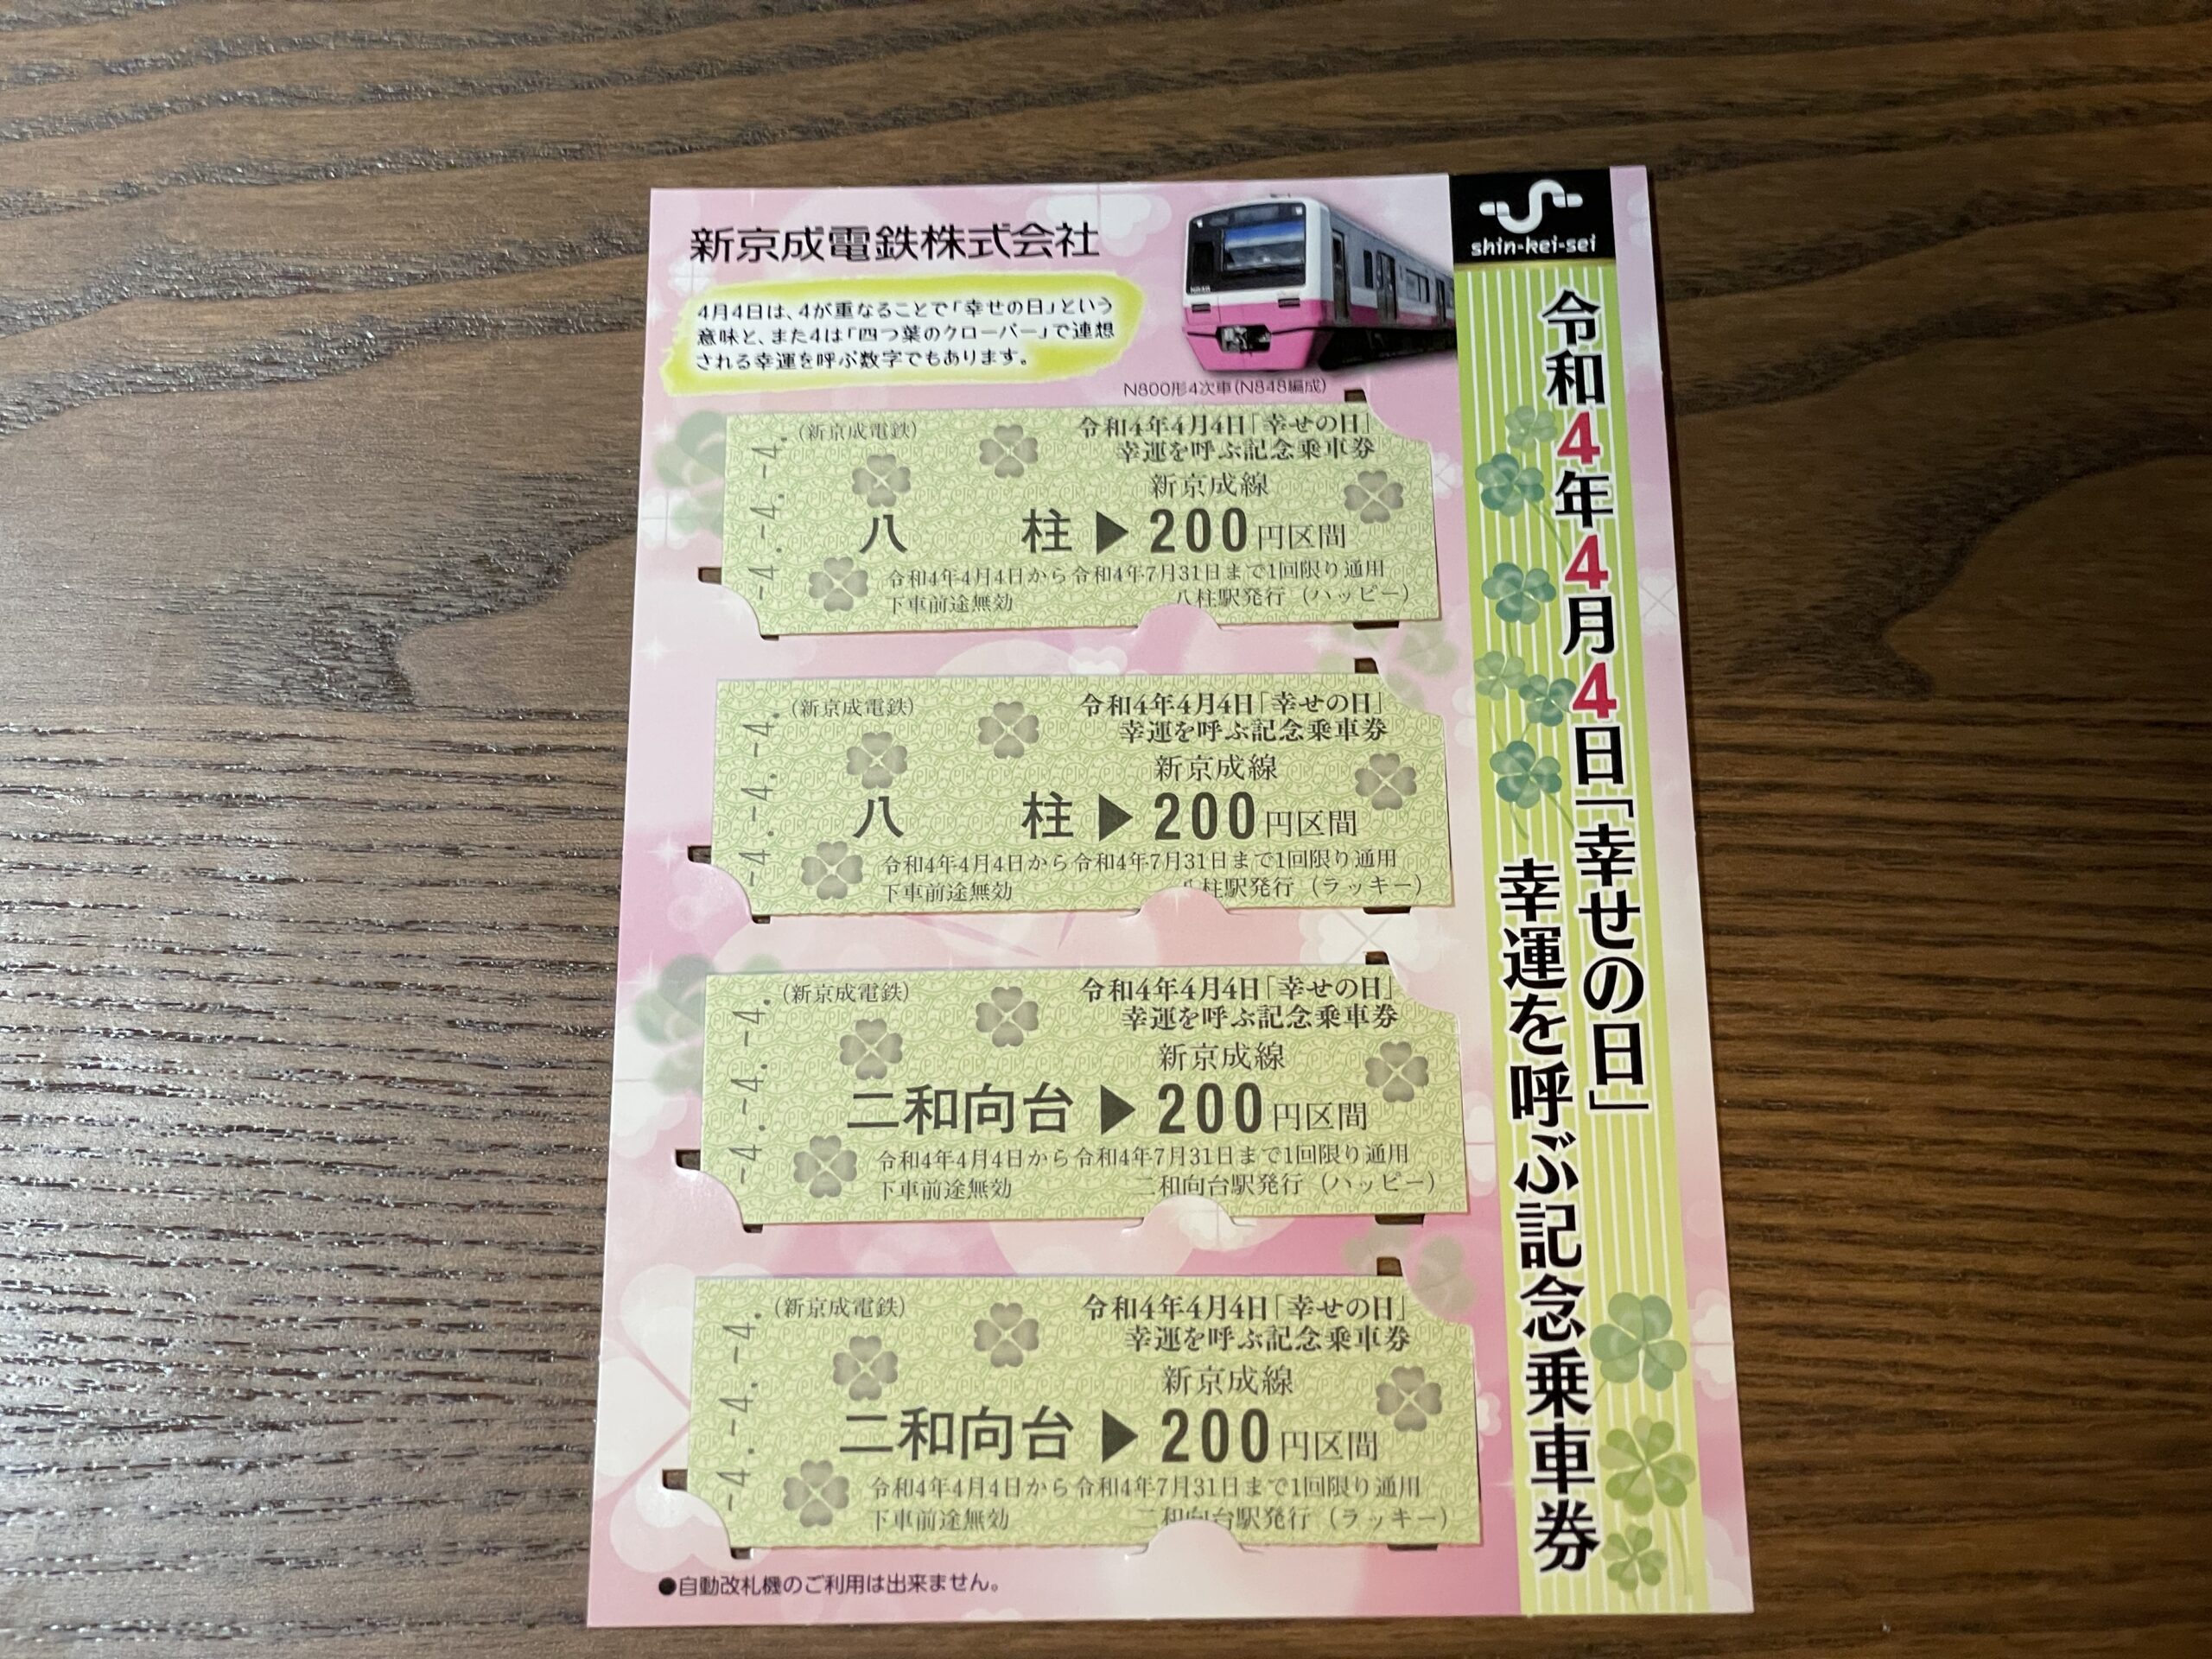 新京成電鉄株式会社
4月4日は、4が重なることで「幸せの日」という
意味と、また4は「四つ葉のクローバー」で連想
される幸運を呼ぶ数字でもあります。
N800形4次車(N848編成)
shin-kei-sei
令和4年4月4日「幸せの日」
幸運を呼ぶ記念乗車券
-4.-4.-4.-4.
(新京成電鉄)
令和4年4月4日「幸せの日」
幸運を呼ぶ記念乗車券
新京成線
八 柱 ▶ 200円区間
令和4年4月4日から令和4年7月31日まで1回限り通用
下車前途無効 八柱駅発行 (ハッピー)
-4.-4.-4.-4.
(新京成電鉄)
令和4年4月4日「幸せの日」
幸運を呼ぶ記念乗車券
新京成線
八 柱 ▶ 200円区間
令和4年4月4日から令和4年7月31日まで1回限り通用
下車前途無効 八柱駅発行 (ラッキー)
-4.-4.-4.-4.
(新京成電鉄)
令和4年4月4日「幸せの日」
幸運を呼ぶ記念乗車券
新京成線
二和向台 ▶ 200円区間
令和4年4月4日から令和4年7月31日まで1回限り通用
下車前途無効 二和向台駅発行 (ハッピー)
-4.-4.-4.-4.
(新京成電鉄)
令和4年4月4日「幸せの日」
幸運を呼ぶ記念乗車券
新京成線
二和向台 ▶ 200円区間
令和4年4月4日から令和4年7月31日まで1回限り通用
下車前途無効 二和向台駅発行 (ラッキー)
●自動改札機のご利用は出来ません。